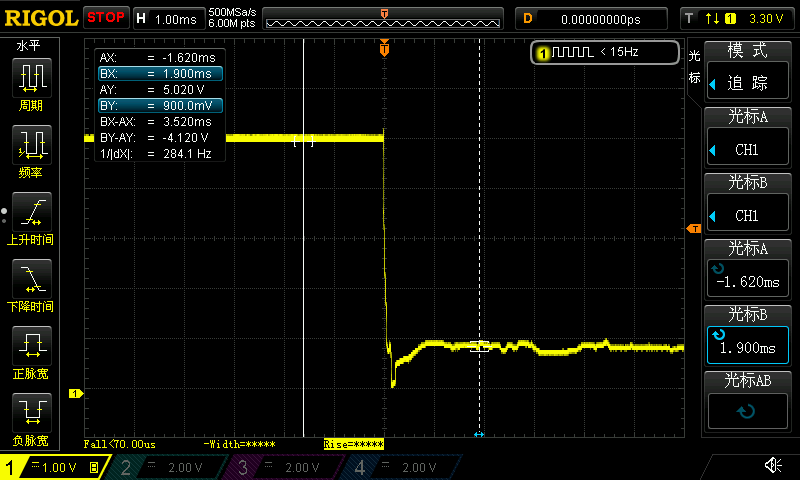 RIGOL STOP H 1.00ms 500MSa/s 6.00M pts T D 0.00000000ps T 1 3.30 V
水平
周期
频率
上升时间
下降时间
正脉宽
负脉宽
AX: = -1.620ms
BX: = 1.900ms
AY: = 5.020 V
BY: = 900.0mV
BX-AX: = 3.520ms
BY-AY: = -4.120 V
1/|dX|: = 284.1 Hz
T
1 < 15Hz
T
1
Fall<70.00us -Width=***** Rise=*****
光标
模 式
追 踪
光标A
CH1
光标B
CH1
光标A
-1.620ms
光标B
1.900ms
光标AB
1 = 1.00 V B
2 = 2.00 V
3 = 2.00 V
4 = 2.00 V